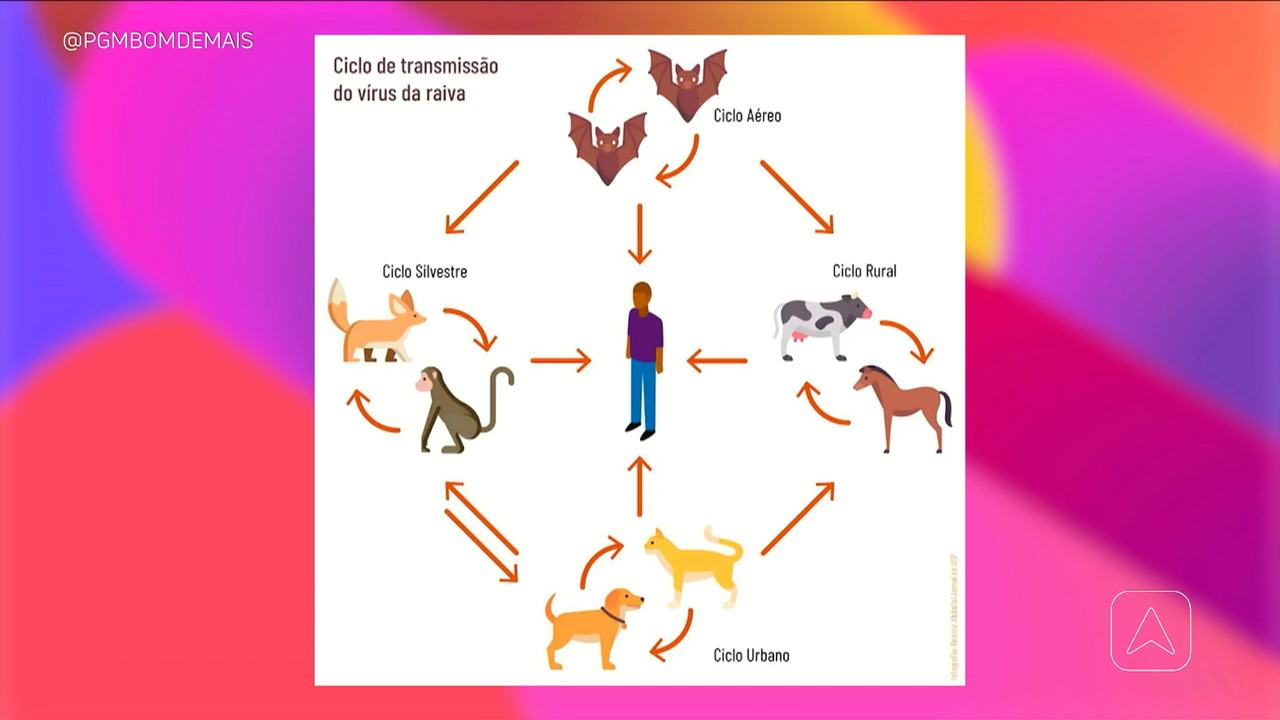 @PGMBOMDEMAIS
Ciclo de transmissão
do vírus da raiva
Ciclo Aéreo
Ciclo Silvestre
Ciclo Rural
Ciclo Urbano